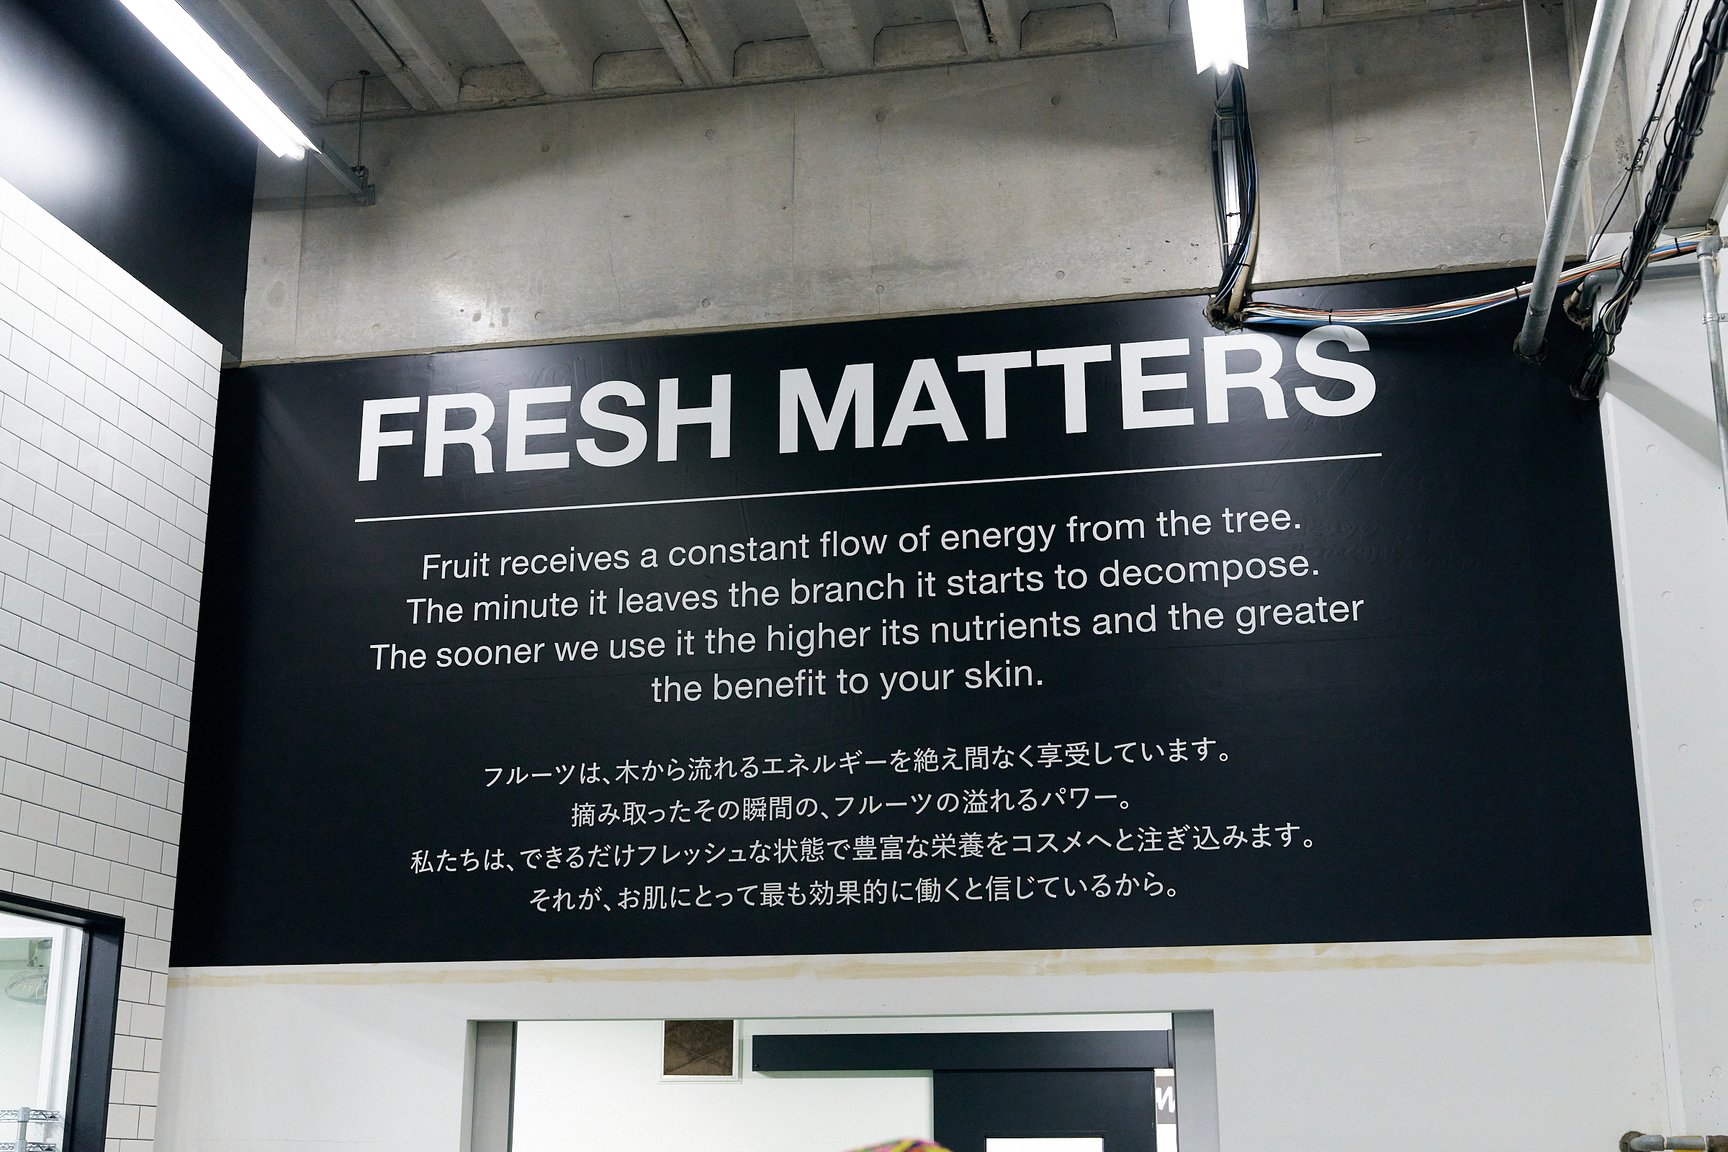 FRESH MATTERS
Fruit receives a constant flow of energy from the tree.
The minute it leaves the branch it starts to decompose.
The sooner we use it the higher its nutrients and the greater
the benefit to your skin.
フルーツは、木から流れるエネルギーを絶え間なく享受しています。
摘み取ったその瞬間の、フルーツの溢れるパワー。
私たちは、できるだけフレッシュな状態で豊富な栄養をコスメへと注ぎ込みます。
それが、お肌にとって最も効果的に働くと信じているから。